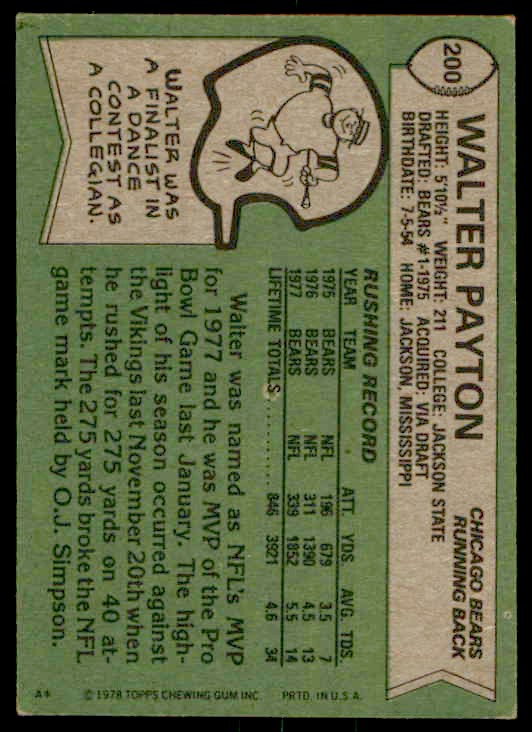 200
WALTER PAYTON
CHICAGO BEARS
RUNNING BACK
HEIGHT: 5'10½" WEIGHT: 211 COLLEGE: JACKSON STATE
DRAFTED: BEARS #1-1975 ACQUIRED: VIA DRAFT
BIRTHDATE: 7-5-54 HOME: JACKSON, MISSISSIPPI
RUSHING RECORD
YEAR TEAM ATT. YDS AVG. TDS
1975 BEARS NFL 196 679 3.5 7
1976 BEARS NFL 311 1390 4.5 13
1977 BEARS NFL 339 1852 5.5 14
LIFETIME TOTALS.......... 846 3921 4.6 34
Walter was named as NFL's MVP
for 1977 and he was MVP of the Pro
Bowl Game last January. The high-
light of his season occurred against
the Vikings last November 20th when
he rushed for 275 yards on 40 at-
tempts. The 275 yards broke the NFL
game mark held by O.J. Simpson.
WALTER WAS
A FINALIST IN
A DANCE
CONTEST AS
A COLLEGIAN.
A* © 1978 TOPPS CHEWING GUM INC. PRTD. IN U.S.A.